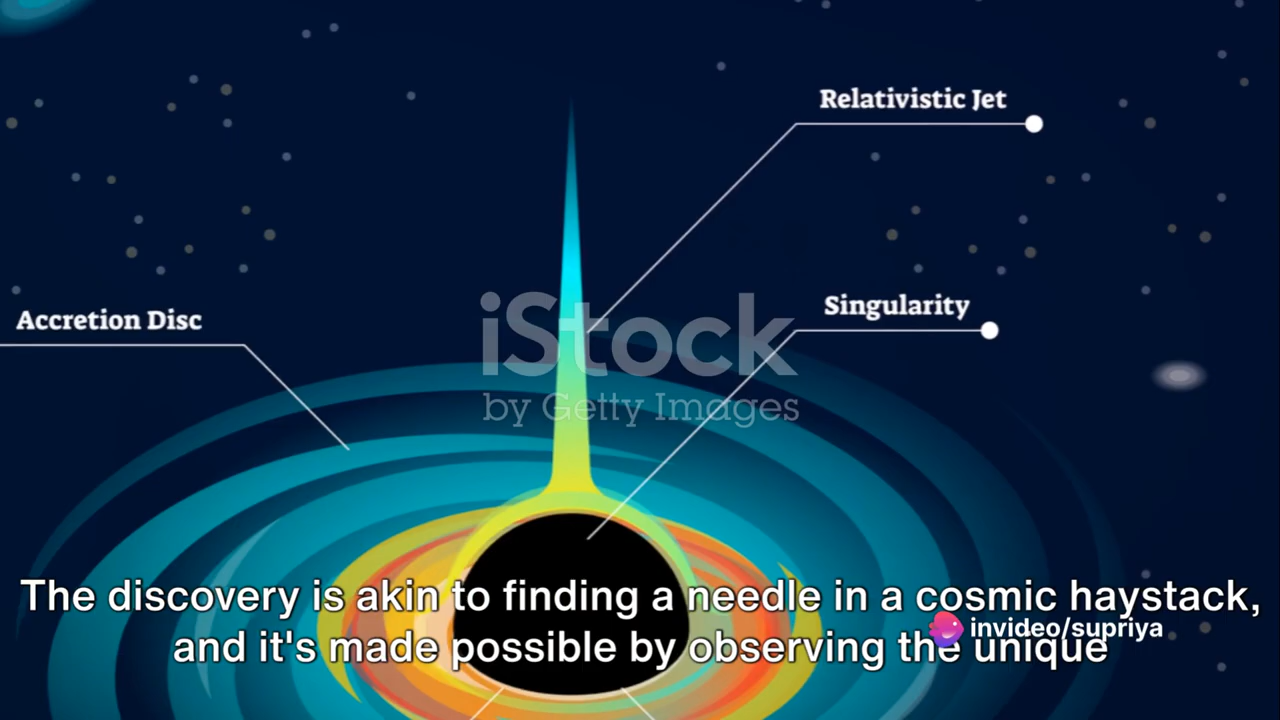 Relativistic Jet
Singularity
Accretion Disc
iStock
by Getty Images
The discovery is akin to finding a needle in a cosmic haystack,
invideo/supriya
and it's made possible by observing the unique